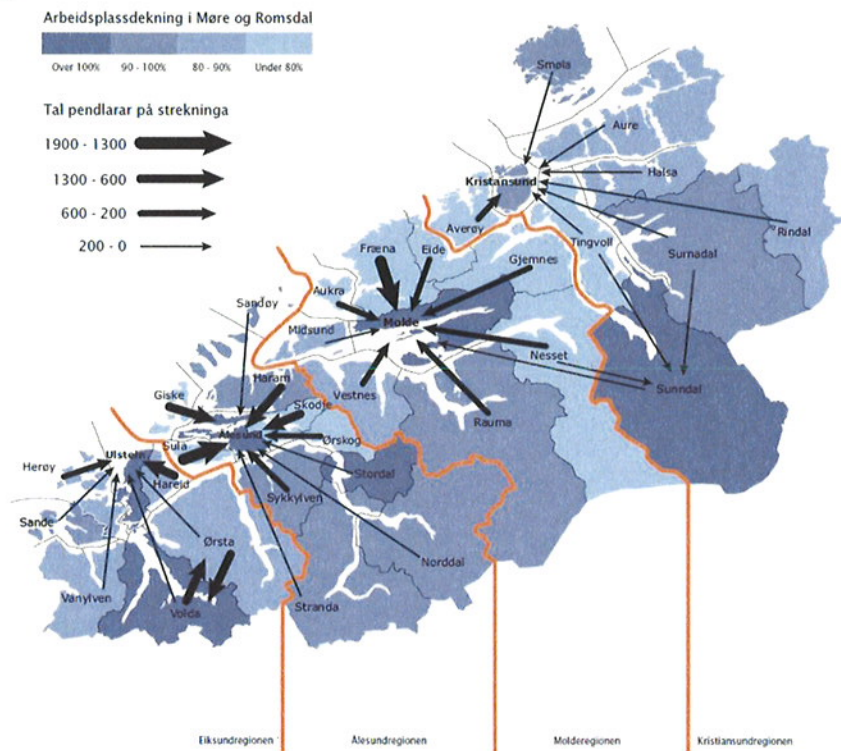 Arbeidsplassdekning i Møre og Romsdal
Over 100% 90 - 100% 80 - 90% Under 80%
Tal pendlarar på strekninga
1900 - 1300
1300 - 600
600 - 200
200 - 0
Smøla
Aure
Kristansund
Halsa
Averøy
Rindal
Tingvoll
Surnadal
Fræna
Eide
Gjemnes
Aukra
Sandøy
Molde
Midsund
Nesset
Sunndal
Giske
Haram
Vestnes
Skodje
Rauma
Ålesund
Ørskog
Sula
Ulstein
Herøy
Hareid
Stordal
Sykkylven
Sande
Ørsta
Norddal
Vanylven
Volda
Stranda
Eiksundregionen
Ålesundregionen
Molderegionen
Kristiansundregionen